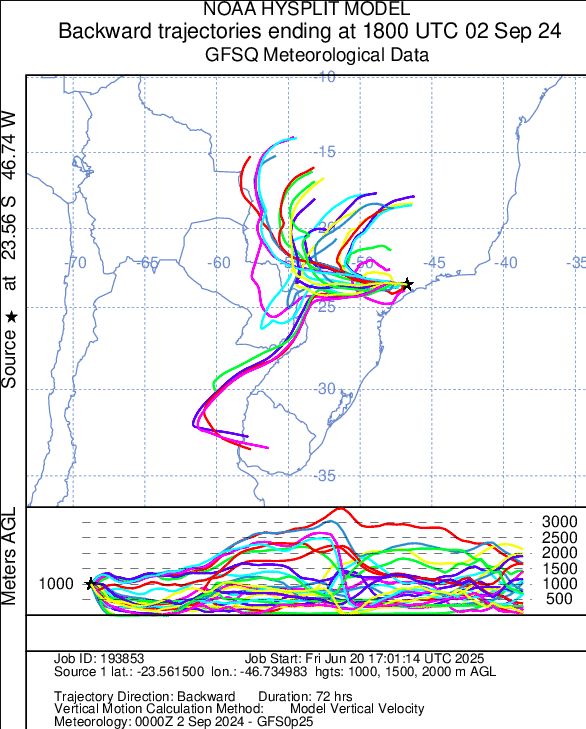 NOAA HYSPLIT MODEL
Backward trajectories ending at 1800 UTC 02 Sep 24
GFSQ Meteorological Data
Source ★ at 23.56 S 46.74 W
-10
-15
-20
-70 -65 -60 -50 -45 -40 -35
-25
-30
-35
Meters AGL
1000
3000
2500
2000
1500
1000
500
Job ID: 193853 Job Start: Fri Jun 20 17:01:14 UTC 2025
Source 1 lat.: -23.561500 lon.: -46.734983 hgts: 1000, 1500, 2000 m AGL
Trajectory Direction: Backward Duration: 72 hrs
Vertical Motion Calculation Method: Model Vertical Velocity
Meteorology: 0000Z 2 Sep 2024 - GFS0p25